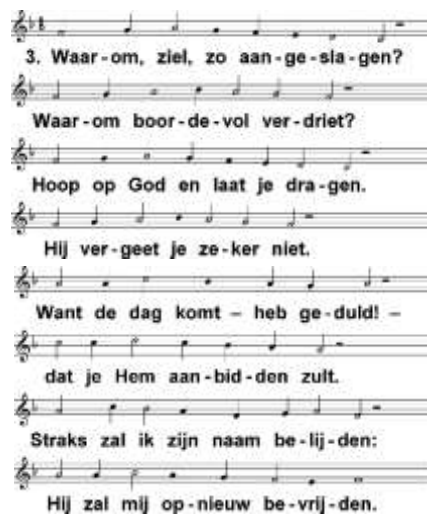 3. Waar-om, ziel, zo aan-ge-sla-gen?
Waar-om boor-de-vol ver-driet?
Hoop op God en laat je dra-gen.
Hij ver-geet je ze-ker niet.
Want de dag komt – heb ge-duld! –
dat je Hem aan-bid-den zult.
Straks zal ik zijn naam be-lij-den:
Hij zal mij op-nieuw be-vrij-den.